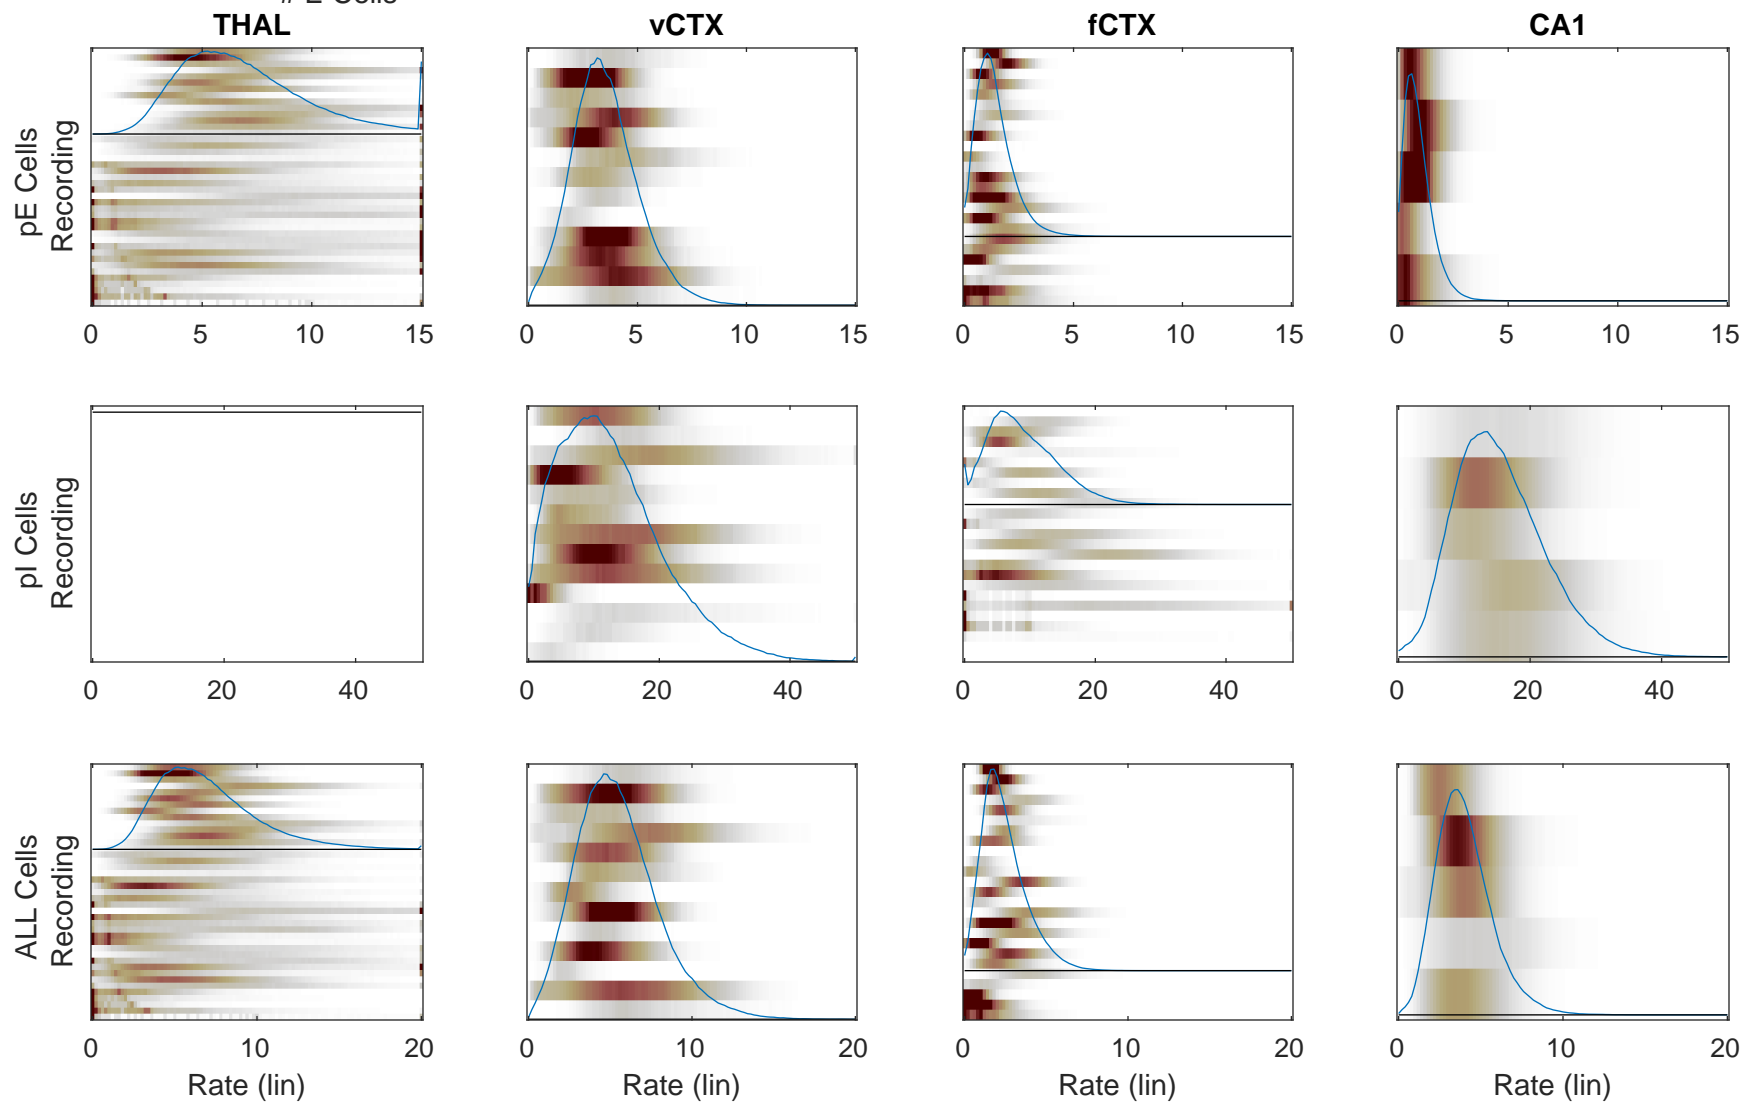 # E Cells
THAL vCTX fCTX CA1
pE Cells
Recording
0 5 10 15 0 5 10 15 0 5 10 15 0 5 10 15
pI Cells
Recording
0 20 40 0 20 40 0 20 40 0 20 40
ALL Cells
Recording
0 10 20 0 10 20 0 10 20 0 10 20
Rate (lin) Rate (lin) Rate (lin) Rate (lin)